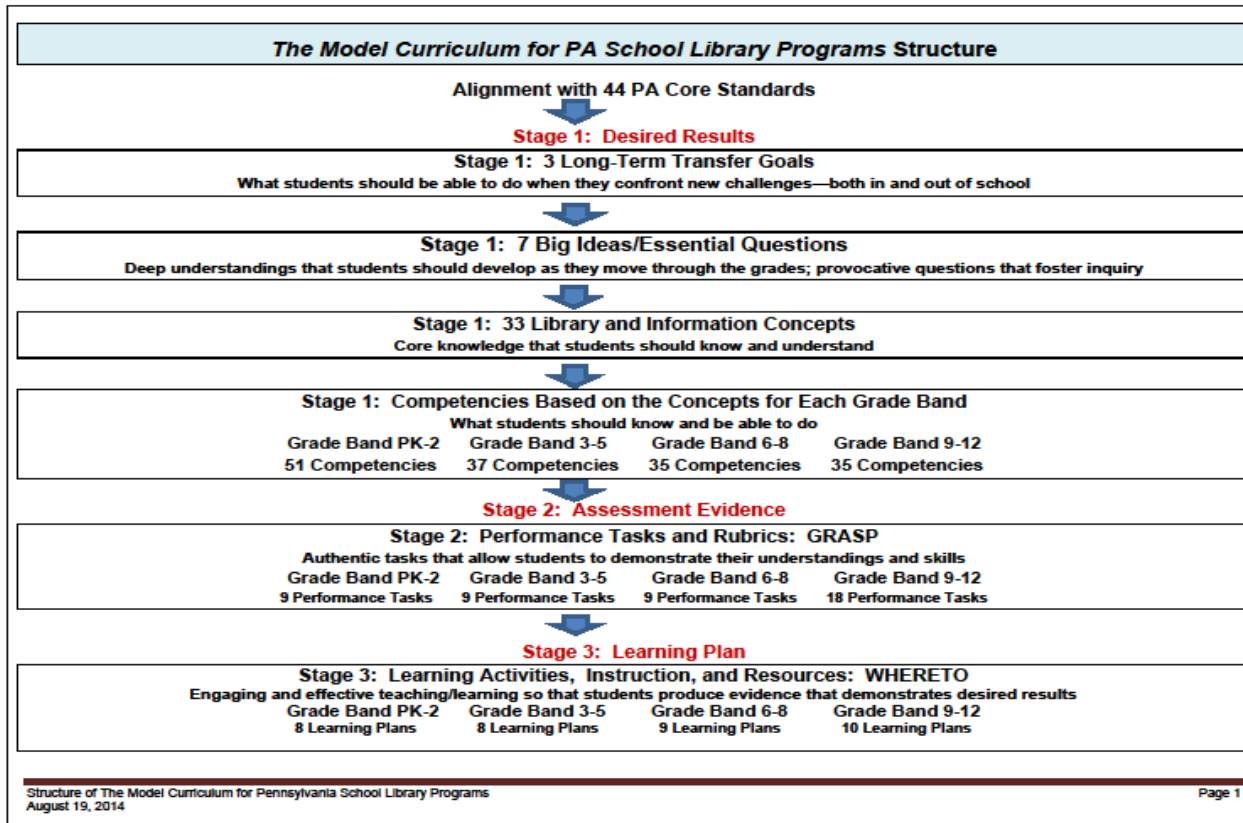 The Model Curriculum for PA School Library Programs Structure
Alignment with 44 PA Core Standards
Stage 1: Desired Results
Stage 1: 3 Long-Term Transfer Goals
What students should be able to do when they confront new challenges—both in and out of school
Stage 1: 7 Big Ideas/Essential Questions
Deep understandings that students should develop as they move through the grades; provocative questions that foster inquiry
Stage 1: 33 Library and Information Concepts
Core knowledge that students should know and understand
Stage 1: Competencies Based on the Concepts for Each Grade Band
What students should know and be able to do
Grade Band PK-2 Grade Band 3-5 Grade Band 6-8 Grade Band 9-12
51 Competencies 37 Competencies 35 Competencies 35 Competencies
Stage 2: Assessment Evidence
Stage 2: Performance Tasks and Rubrics: GRASP
Authentic tasks that allow students to demonstrate their understandings and skills
Grade Band PK-2 Grade Band 3-5 Grade Band 6-8 Grade Band 9-12
9 Performance Tasks 9 Performance Tasks 9 Performance Tasks 18 Performance Tasks
Stage 3: Learning Plan
Stage 3: Learning Activities, Instruction, and Resources: WHERETO
Engaging and effective teaching/learning so that students produce evidence that demonstrates desired results
Grade Band PK-2 Grade Band 3-5 Grade Band 6-8 Grade Band 9-12
8 Learning Plans 8 Learning Plans 9 Learning Plans 10 Learning Plans
Structure of The Model Curriculum for Pennsylvania School Library Programs Page 1
August 19, 2014